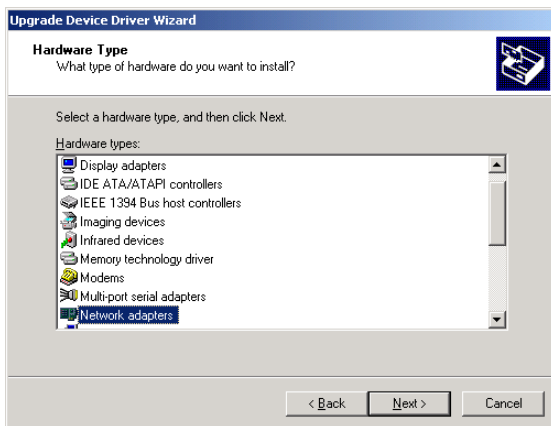 Upgrade Device Driver Wizard
Hardware Type
What type of hardware do you want to install?
Select a hardware type, and then click Next.
Hardware types:
Display adapters
IDE ATA/ATAPI controllers
IEEE 1394 Bus host controllers
Imaging devices
Infrared devices
Memory technology driver
Modems
Multi-port serial adapters
Network adapters
< Back
Next >
Cancel